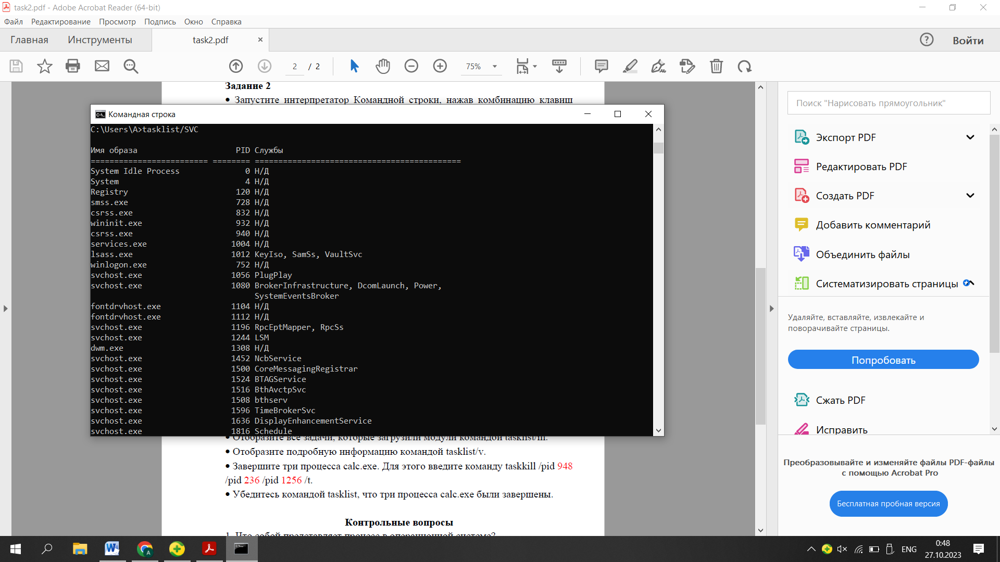 task2.pdf - Adobe Acrobat Reader (64-bit)
Файл Редактирование Просмотр Подпись Окно Справка
Главная Инструменты task2.pdf Войти
2 / 2 75%
Задание 2
• Запустите интерпретатор Командной строки, нажав комбинацию клавиш
Командная строка
C:\Users\A>tasklist/SVC
Имя образа PID Службы
========================= ======== ============================================
System Idle Process 0 Н/Д
System 4 Н/Д
Registry 120 Н/Д
smss.exe 728 Н/Д
csrss.exe 832 Н/Д
wininit.exe 932 Н/Д
csrss.exe 940 Н/Д
services.exe 1004 Н/Д
lsass.exe 1012 KeyIso, SamSs, VaultSvc
winlogon.exe 752 Н/Д
svchost.exe 1056 PlugPlay
svchost.exe 1080 BrokerInfrastructure, DcomLaunch, Power,
SystemEventsBroker
fontdrvhost.exe 1104 Н/Д
fontdrvhost.exe 1112 Н/Д
svchost.exe 1196 RpcEptMapper, RpcSs
svchost.exe 1244 LSM
dwm.exe 1308 Н/Д
svchost.exe 1452 NcbService
svchost.exe 1500 CoreMessagingRegistrar
svchost.exe 1524 BTAGService
svchost.exe 1516 BthAvctpSvc
svchost.exe 1508 bthserv
svchost.exe 1596 TimeBrokerSvc
svchost.exe 1636 DisplayEnhancementService
svchost.exe 1816 Schedule
• Отобразите все задачи, которые загрузили модули командой tasklist/m.
• Отобразите подробную информацию командой tasklist/v.
• Завершите три процесса calc.exe. Для этого введите команду taskkill /pid 948
/pid 236 /pid 1256 /t.
• Убедитесь командой tasklist, что три процесса calc.exe были завершены.
Контрольные вопросы
1. Что собой представляет процесс в операционной системе?
Поиск "Нарисовать прямоугольник"
Экспорт PDF
Редактировать PDF
Создать PDF
Добавить комментарий
Объединить файлы
Систематизировать страницы
Удаляйте, вставляйте, извлекайте и
поворачивайте страницы.
Попробовать
Сжать PDF
Исправить
Преобразовывайте и изменяйте файлы PDF-файлы
с помощью Acrobat Pro
Бесплатная пробная версия
ENG
0:48
27.10.2023